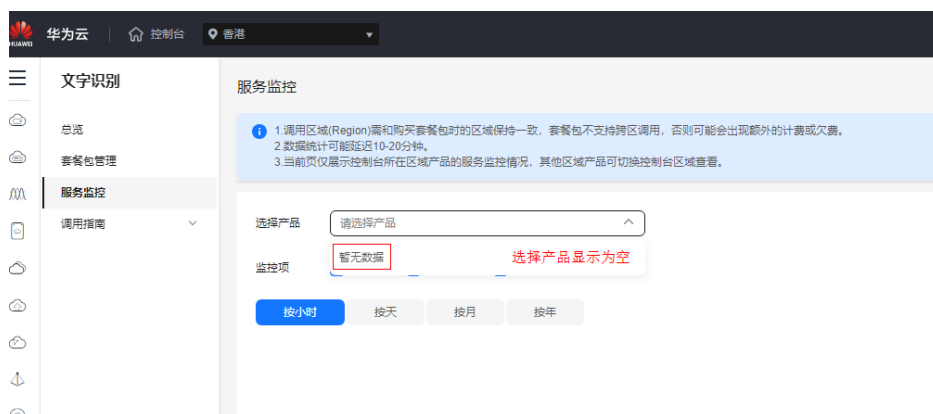 HUAWEI
华为云
控制台
香港
文字识别
总览
套餐包管理
服务监控
调用指南
服务监控
1.调用区域(Region)需和购买套餐包时的区域保持一致，套餐包不支持跨区调用，否则可能会出现额外的计费或欠费。
2.数据统计可能延迟10-20分钟。
3.当前页仅展示控制台所在区域产品的服务监控情况，其他区域产品可切换控制台区域查看。
选择产品
请选择产品
暂无数据
选择产品显示为空
监控项
按小时
按天
按月
按年